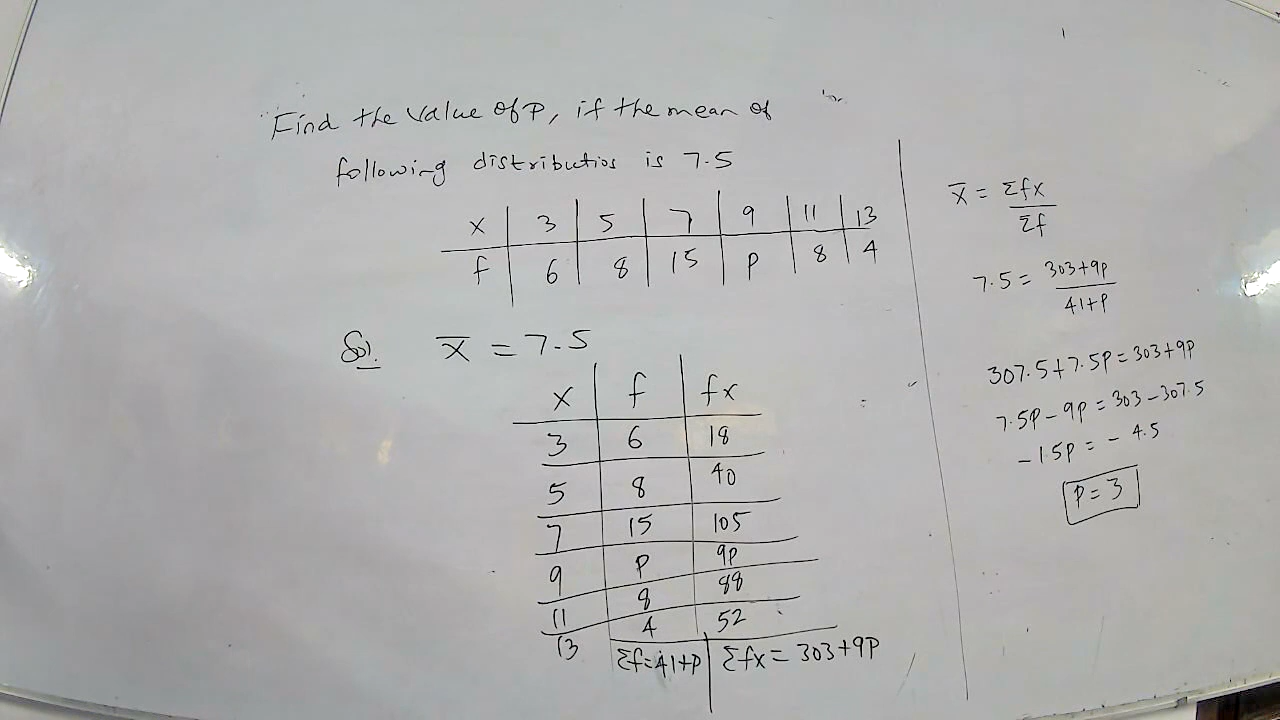 Find the value of P, if the mean of
following distributios is 7.5
x 3 5 7 9 11 13
f 6 8 15 P 8 4
Sol. x̅ = 7.5
x f fx
3 6 18
5 8 40
7 15 105
9 P 9P
11 8 88
13 4 52
Σf=41+P Σfx = 303+9P
x̅ = Σfx / Σf
7.5 = 303+9P / 41+P
307.5+7.5P = 303+9P
7.5P - 9P = 303-307.5
-1.5P = - 4.5
P = 3